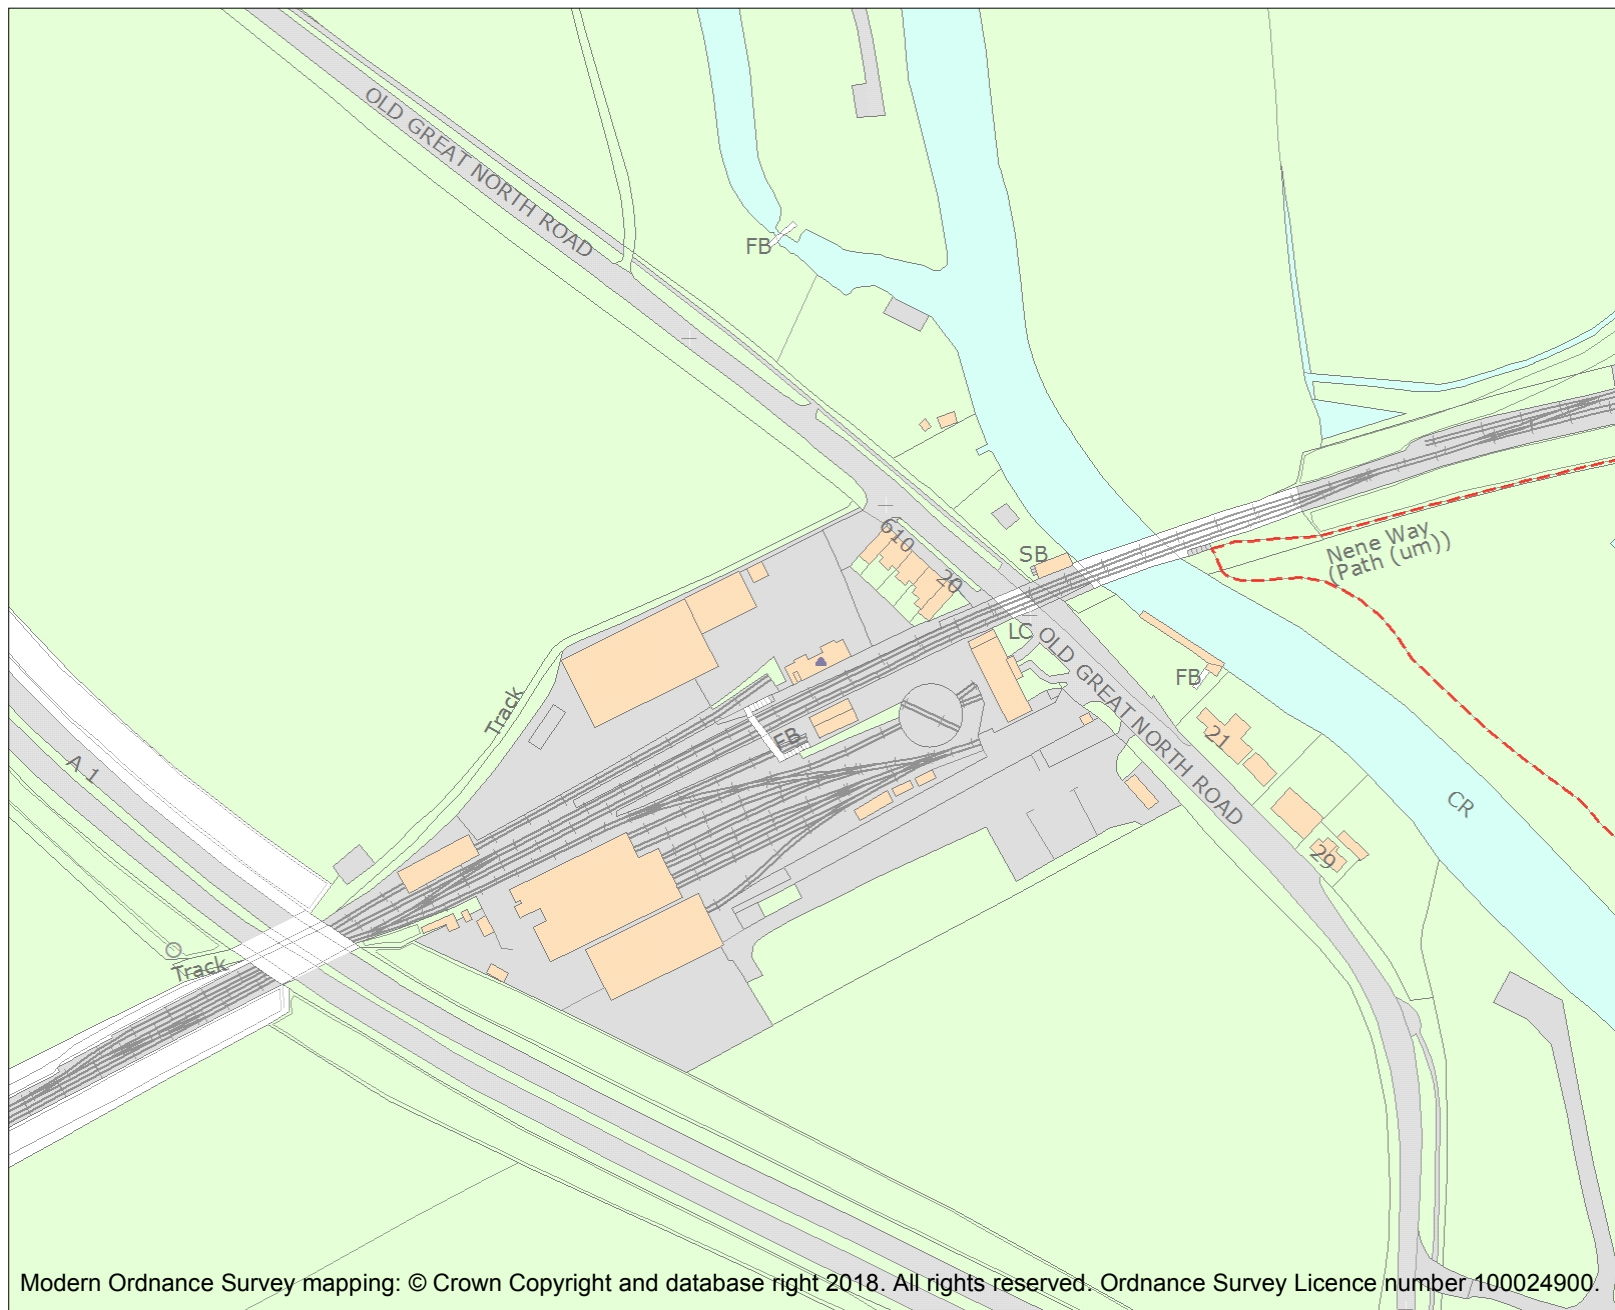 OLD GREAT NORTH ROAD
FB
610
20
SB
Nene Way
(Path (um))
LC
OLD GREAT NORTH ROAD
FB
Track
FB
21
A 1
CR
29
Track
Modern Ordnance Survey mapping: © Crown Copyright and database right 2018. All rights reserved. Ordnance Survey Licence number 100024900.